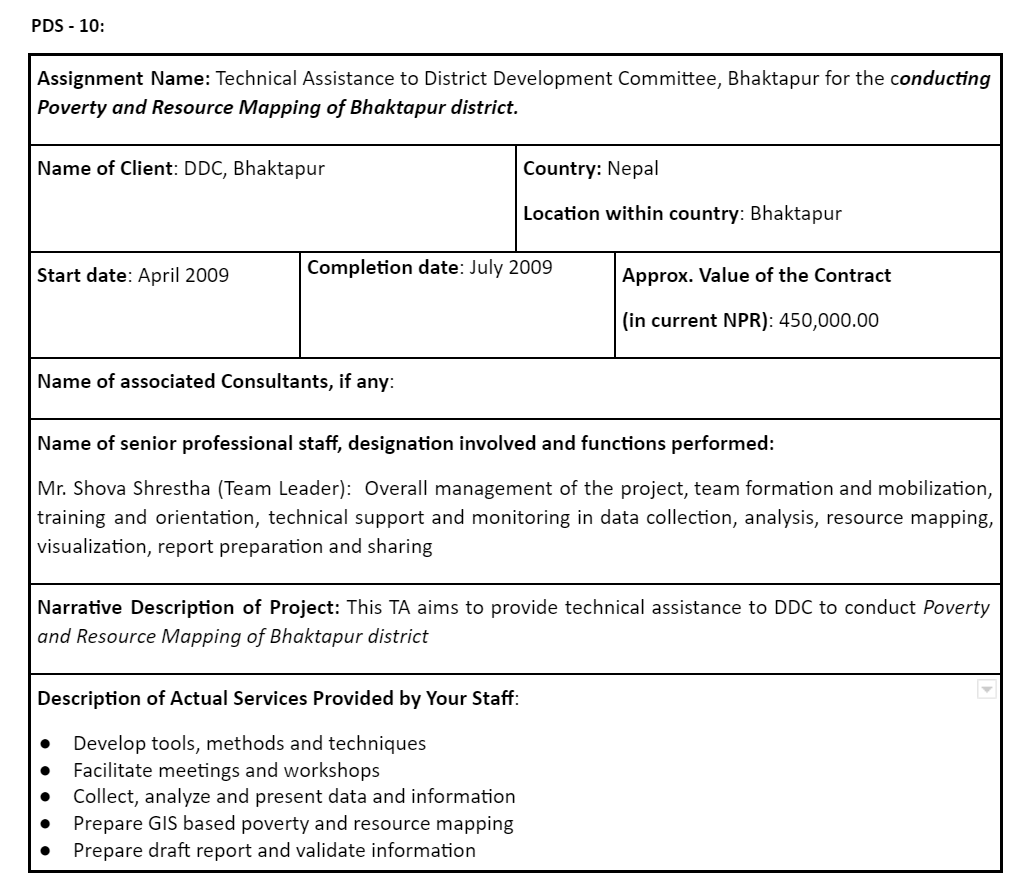 PDS - 10:
Assignment Name: Technical Assistance to District Development Committee, Bhaktapur for the conducting
Poverty and Resource Mapping of Bhaktapur district.
Name of Client: DDC, Bhaktapur
Country: Nepal
Location within country: Bhaktapur
Start date: April 2009
Completion date: July 2009
Approx. Value of the Contract
(in current NPR): 450,000.00
Name of associated Consultants, if any:
Name of senior professional staff, designation involved and functions performed:
Mr. Shova Shrestha (Team Leader): Overall management of the project, team formation and mobilization,
training and orientation, technical support and monitoring in data collection, analysis, resource mapping,
visualization, report preparation and sharing
Narrative Description of Project: This TA aims to provide technical assistance to DDC to conduct Poverty
and Resource Mapping of Bhaktapur district
Description of Actual Services Provided by Your Staff:
● Develop tools, methods and techniques
● Facilitate meetings and workshops
● Collect, analyze and present data and information
● Prepare GIS based poverty and resource mapping
● Prepare draft report and validate information